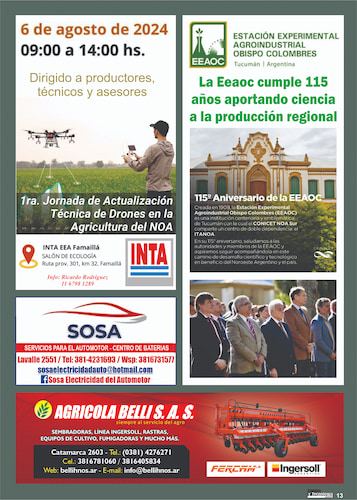 6 de agosto de 2024
09:00 a 14:00 hs.
Dirigido a productores,
técnicos y asesores
1ra. Jornada de Actualización
Técnica de Drones en la
Agricultura del NOA
INTA EEA Famaillá
SALÓN DE ECOLOGÍA
Ruta prov. 301, km 32, Famaillá
INTA
Info: Ricardo Rodríguez
11 6798 1289
SOSA
SERVICIOS PARA EL AUTOMOTOR - CENTRO DE BATERIAS
Lavalle 2551 / Tel: 381-4231693 / Wsp: 3816731577
sosaelectricidadauto@hotmail.com
Sosa Electricidad del Automotor
EEAOC
ESTACIÓN EXPERIMENTAL
AGROINDUSTRIAL
OBISPO COLOMBRES
Tucumán | Argentina
La Eeaoc cumple 115
años aportando ciencia
a la producción regional
115º Aniversario de la EEAOC
Creada en 1909, la Estación Experimental
Agroindustrial Obispo Colombres (EEAOC)
es una institución centenaria y emblemática
de Tucumán con la cual el CONICET NOA Sur
comparte un centro de doble dependencia: el
ITANOA
En su 115º aniversario, saludamos a las
autoridades y miembros de la EEAOC y
esperamos seguir acompañándola en este
camino de desarrollo científico y tecnológico
en beneficio del Noroeste Argentino y el país.
AGRICOLA BELLI S.A.S.
siempre al servicio del agro
SEMBRADORAS, LÍNEA INGERSOLL, RASTRAS,
EQUIPOS DE CULTIVO, FUMIGADORAS Y MUCHO MÁS.
Catamarca 2603 - Tel.: (0381) 4276271
Cel.: 3816781060 / 3816405834
Web: bellihnos.ar - E-mail: info@bellihnos.ar
FERCAM
Ingersoll
13